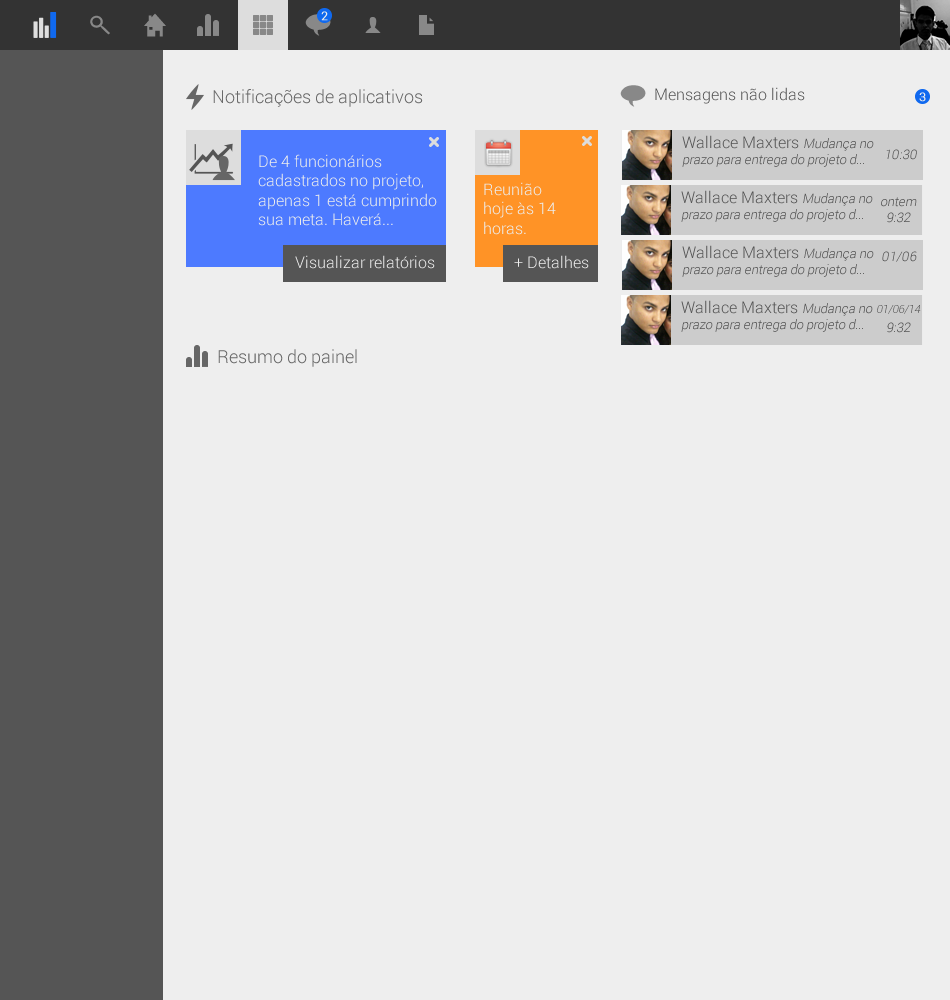 2
Notificações de aplicativos
De 4 funcionários
cadastrados no projeto,
apenas 1 está cumprindo
sua meta. Haverá...
Visualizar relatórios
Reunião
hoje às 14
horas.
+ Detalhes
Resumo do painel
Mensagens não lidas
3
Wallace Maxters Mudança no
prazo para entrega do projeto d...
10:30
Wallace Maxters Mudança no
prazo para entrega do projeto d...
ontem
9:32
Wallace Maxters Mudança no
prazo para entrega do projeto d...
01/06
Wallace Maxters Mudança no
prazo para entrega do projeto d...
01/06/14
9:32